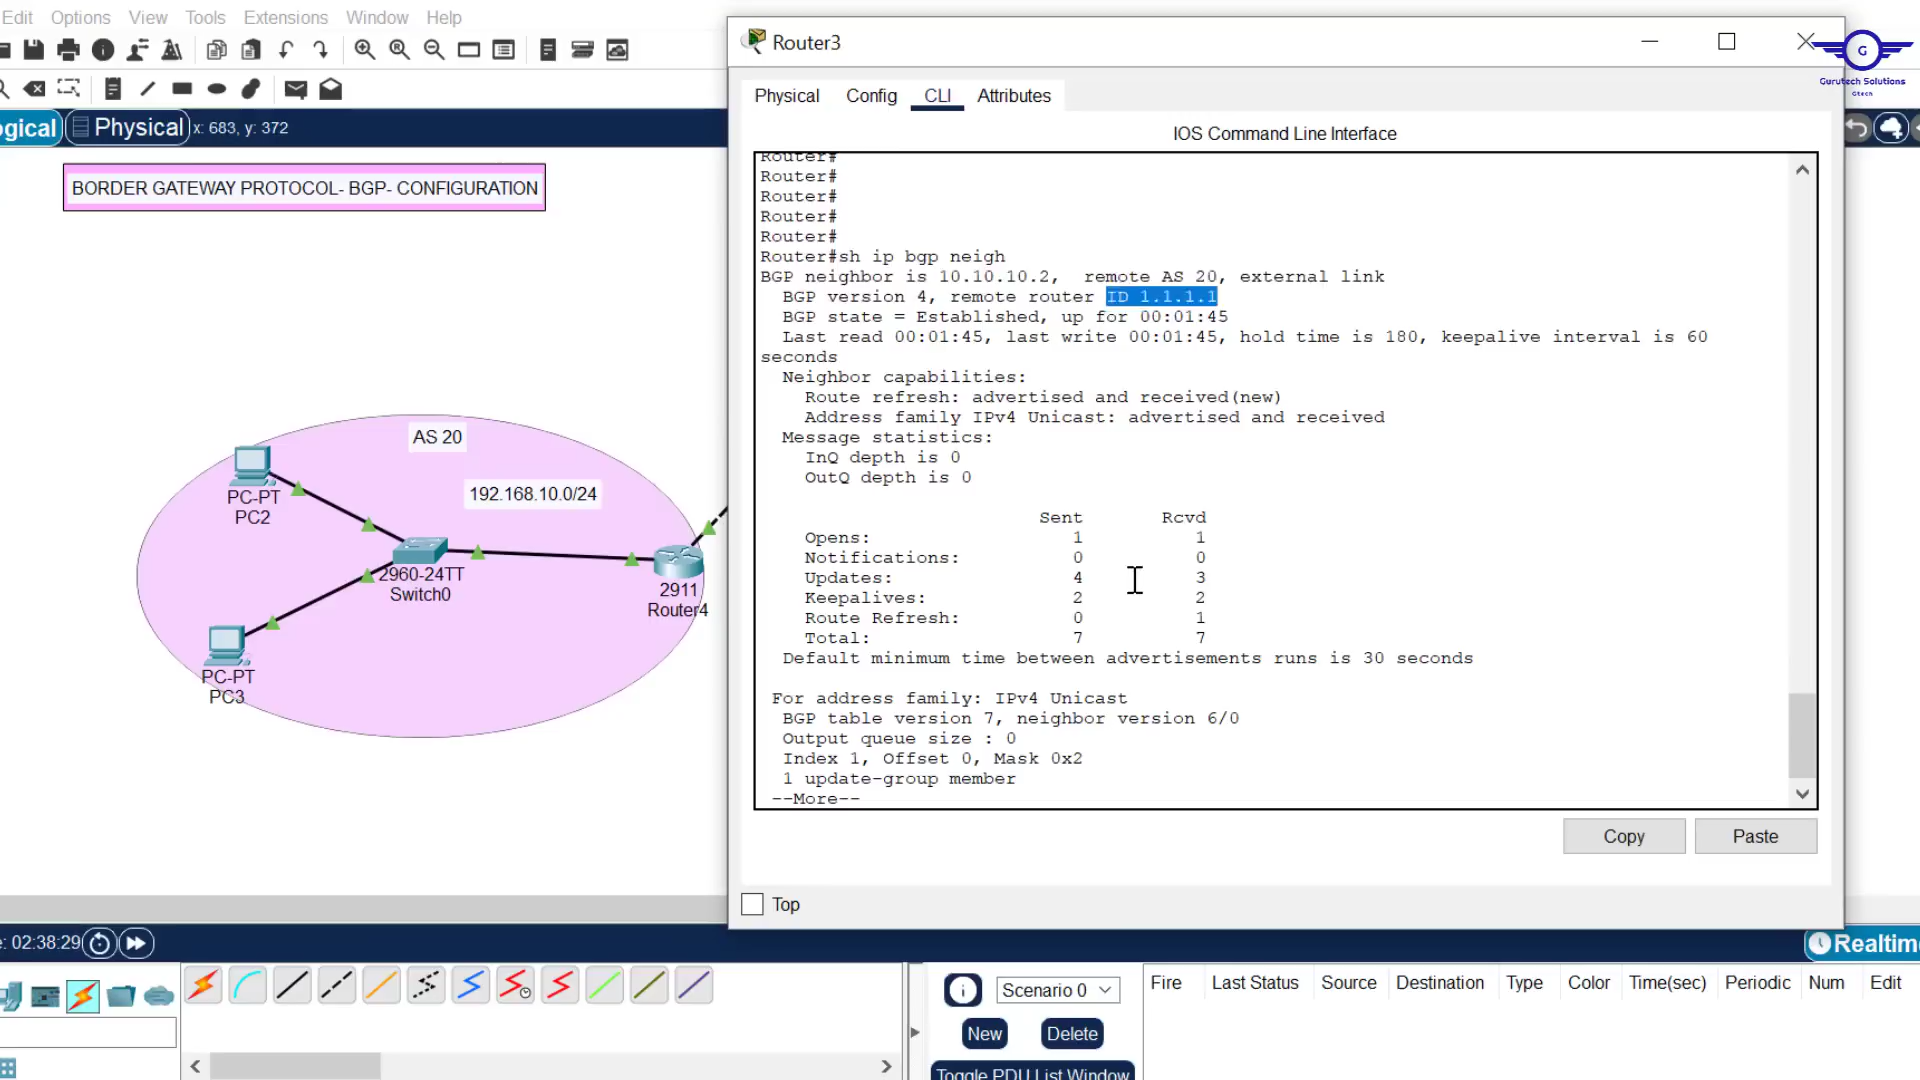 Edit Options View Tools Extensions Window Help
Router3
G
Gurutech Solutions
Gtech
Physical Config CLI Attributes
Physical x: 683, y: 372
IOS Command Line Interface
BORDER GATEWAY PROTOCOL- BGP- CONFIGURATION
Router#
Router#
Router#
Router#
Router#
Router#sh ip bgp neigh
BGP neighbor is 10.10.10.2, remote AS 20, external link
BGP version 4, remote router ID 1.1.1.1
BGP state = Established, up for 00:01:45
Last read 00:01:45, last write 00:01:45, hold time is 180, keepalive interval is 60
seconds
Neighbor capabilities:
Route refresh: advertised and received(new)
Address family IPv4 Unicast: advertised and received
Message statistics:
InQ depth is 0
OutQ depth is 0
Sent Rcvd
Opens: 1 1
Notifications: 0 0
Updates: 4 3
Keepalives: 2 2
Route Refresh: 0 1
Total: 7 7
Default minimum time between advertisements runs is 30 seconds
For address family: IPv4 Unicast
BGP table version 7, neighbor version 6/0
Output queue size : 0
Index 1, Offset 0, Mask 0x2
1 update-group member
--More--
Copy Paste
Top
AS 20
192.168.10.0/24
PC-PT
PC2
2960-24TT
Switch0
2911
Router4
PC-PT
PC3
e: 02:38:29
Realtim
Scenario 0
New Delete
Toggle PDU List Window
Fire Last Status Source Destination Type Color Time(sec) Periodic Num Edit